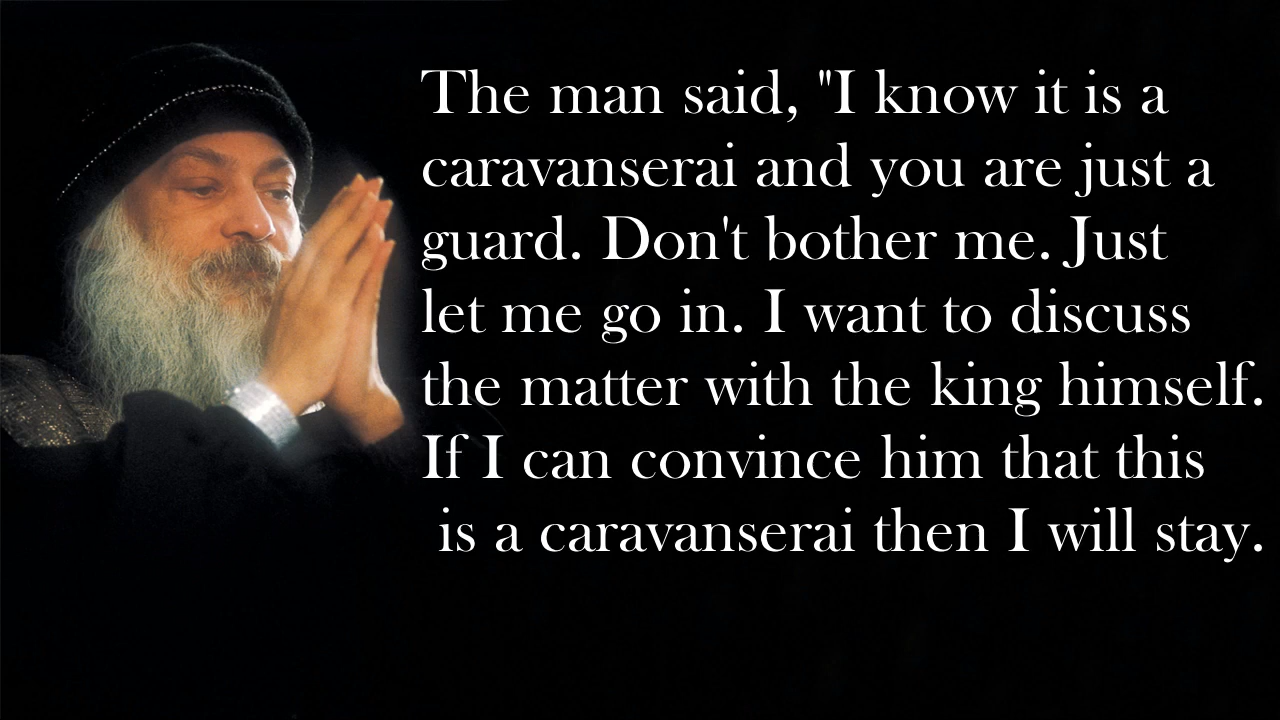 The man said, "I know it is a
caravanserai and you are just a
guard. Don't bother me. Just
let me go in. I want to discuss
the matter with the king himself.
If I can convince him that this
is a caravanserai then I will stay.